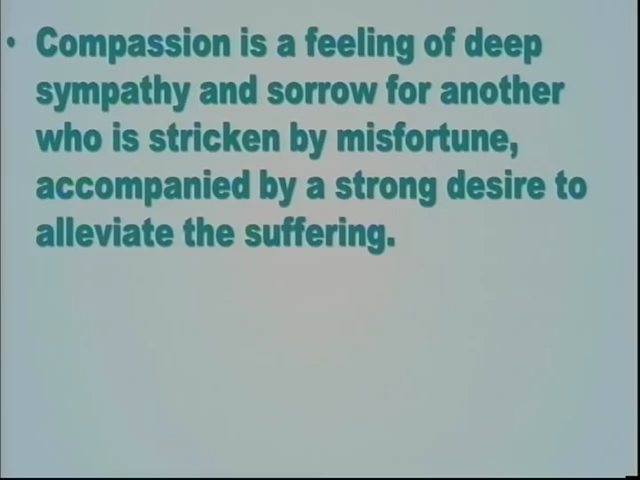 • Compassion is a feeling of deep
sympathy and sorrow for another
who is stricken by misfortune,
accompanied by a strong desire to
alleviate the suffering.